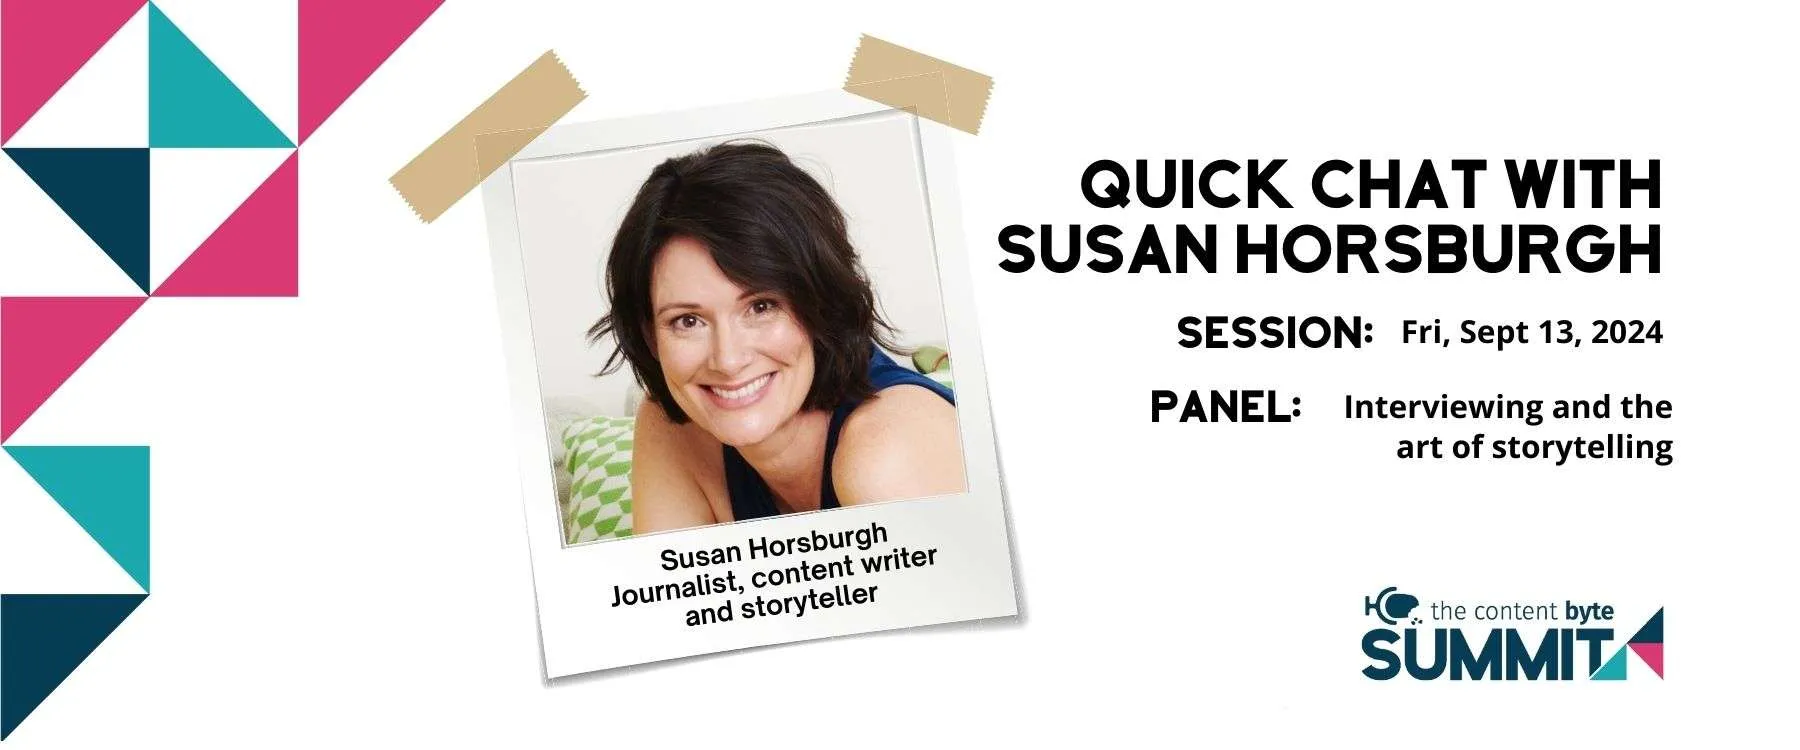 QUICK CHAT WITH
SUSAN HORSBURGH
SESSION: Fri, Sept 13, 2024
PANEL: Interviewing and the
art of storytelling
Susan Horsburgh
Journalist, content writer
and storyteller
the content byte
SUMMIT